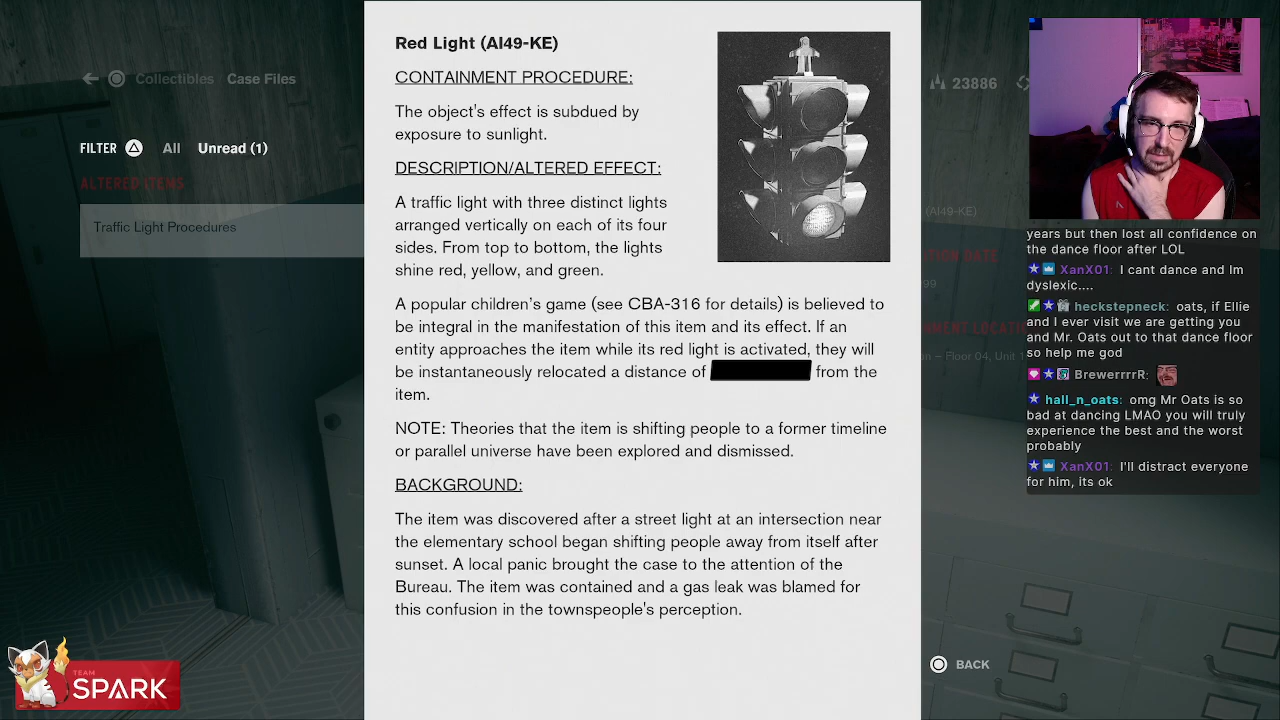 Collectibles Case Files
FILTER All Unread (1)
ALTERED ITEMS
Traffic Light Procedures
Red Light (AI49-KE)
CONTAINMENT PROCEDURE:
The object's effect is subdued by
exposure to sunlight.
DESCRIPTION/ALTERED EFFECT:
A traffic light with three distinct lights
arranged vertically on each of its four
sides. From top to bottom, the lights
shine red, yellow, and green.
A popular children's game (see CBA-316 for details) is believed to
be integral in the manifestation of this item and its effect. If an
entity approaches the item while its red light is activated, they will
be instantaneously relocated a distance of from the
item.
NOTE: Theories that the item is shifting people to a former timeline
or parallel universe have been explored and dismissed.
BACKGROUND:
The item was discovered after a street light at an intersection near
the elementary school began shifting people away from itself after
sunset. A local panic brought the case to the attention of the
Bureau. The item was contained and a gas leak was blamed for
this confusion in the townspeople's perception.
23886
(AI49-KE)
– Floor 04, Unit 1
BACK
years but then lost all confidence on
the dance floor after LOL
XanX01: I cant dance and Im
dyslexic....
heckstepneck: oats, if Ellie
and I ever visit we are getting you
and Mr. Oats out to that dance floor
so help me god
BrewerrrR:
hall_n_oats: omg Mr Oats is so
bad at dancing LMAO you will truly
experience the best and the worst
probably
XanX01: I'll distract everyone
for him, its ok
TEAM
SPARK